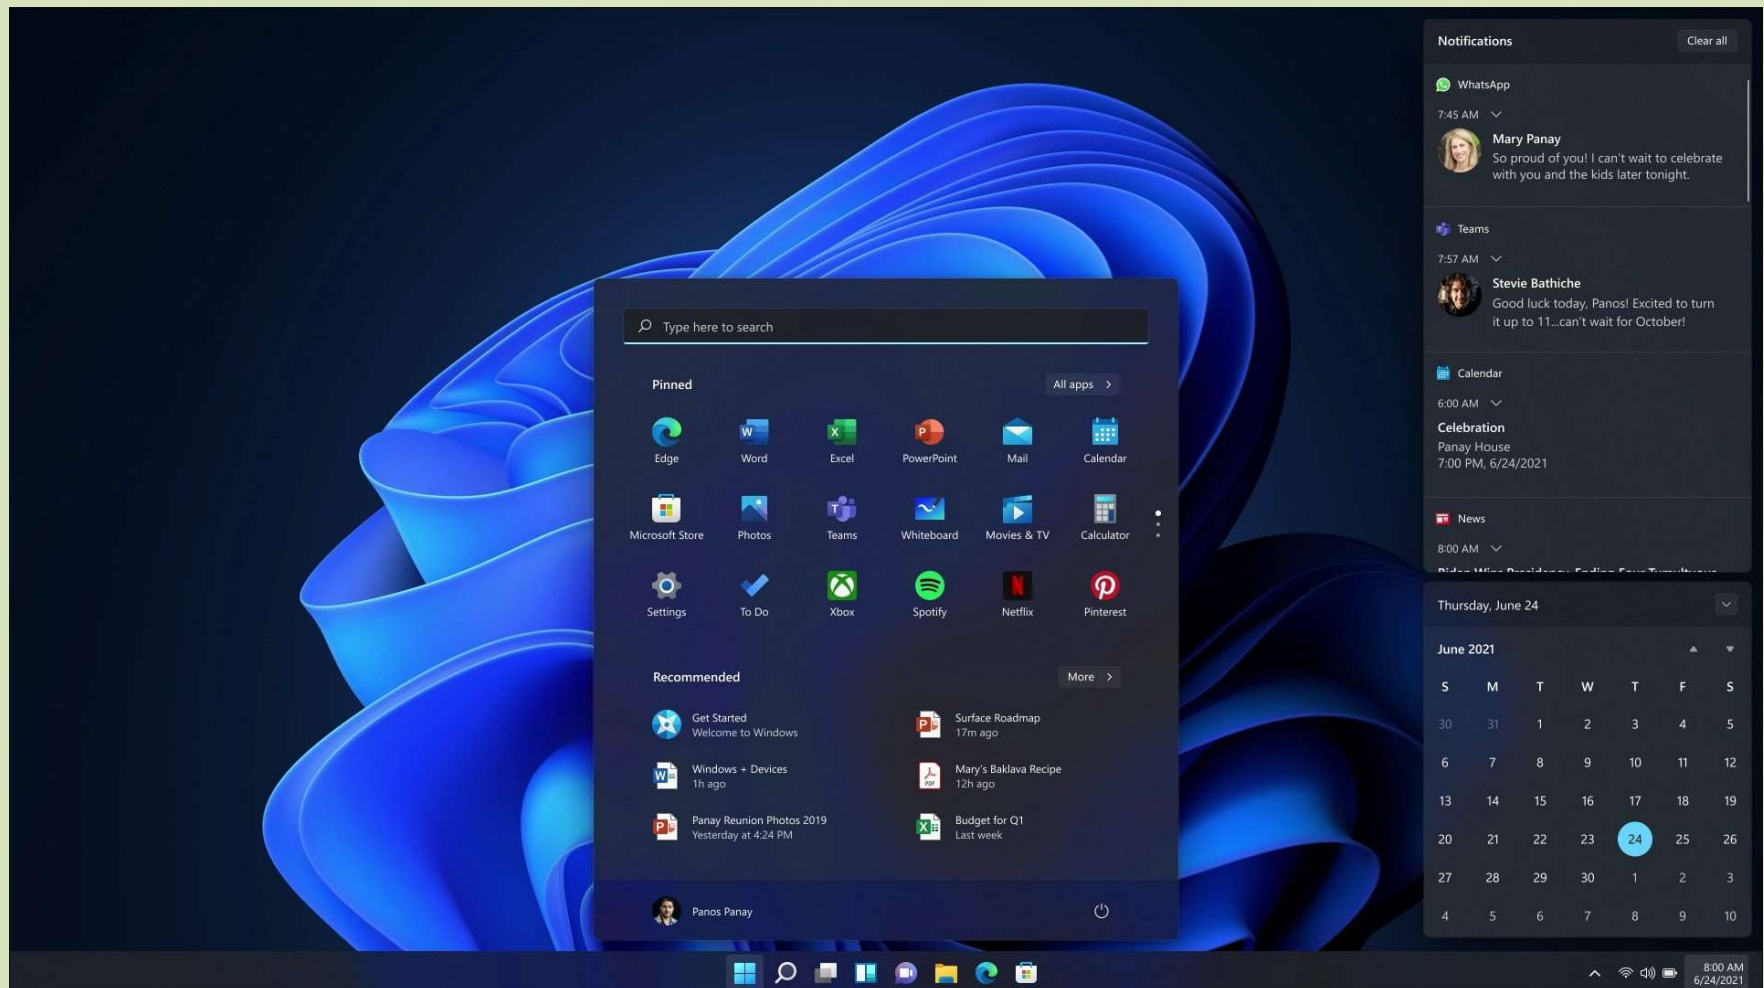 Notifications
Clear all
WhatsApp
7:45 AM
Mary Panay
So proud of you! I can't wait to celebrate
with you and the kids later tonight.
Teams
7:57 AM
Stevie Bathiche
Good luck today, Panos! Excited to turn
it up to 11...can't wait for October!
Calendar
6:00 AM
Celebration
Panay House
7:00 PM, 6/24/2021
News
8:00 AM
Type here to search
Pinned
All apps
Edge Word Excel PowerPoint Mail Calendar
Microsoft Store Photos Teams Whiteboard Movies & TV Calculator
Settings To Do Xbox Spotify Netflix Pinterest
Recommended
More
Get Started
Welcome to Windows
Surface Roadmap
17m ago
Windows + Devices
1h ago
Mary's Baklava Recipe
12h ago
Panay Reunion Photos 2019
Yesterday at 4:24 PM
Budget for Q1
Last week
Panos Panay
Thursday, June 24
June 2021
S M T W T F S
30 31 1 2 3 4 5
6 7 8 9 10 11 12
13 14 15 16 17 18 19
20 21 22 23 24 25 26
27 28 29 30 1 2 3
4 5 6 7 8 9 10
8:00 AM
6/24/2021